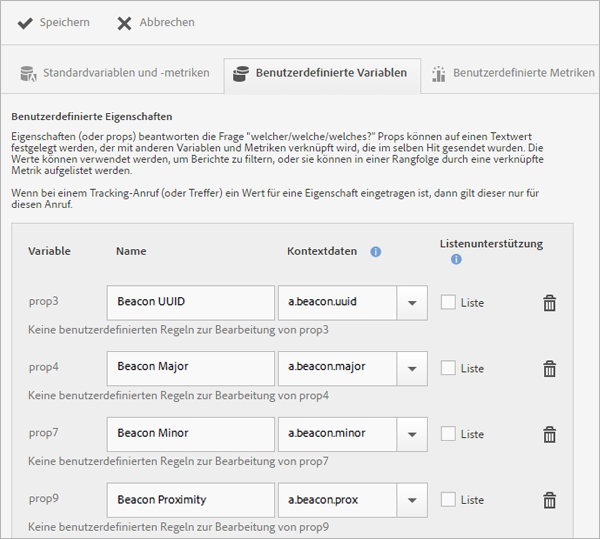 Speichern Abbrechen
Standardvariablen und -metriken Benutzerdefinierte Variablen Benutzerdefinierte Metriken
Benutzerdefinierte Eigenschaften
Eigenschaften (oder props) beantworten die Frage "welcher/welche/welches?" Props können auf einen Textwert
festgelegt werden, der mit anderen Variablen und Metriken verknüpft wird, die im selben Hit gesendet wurden. Die
Werte können verwendet werden, um Berichte zu filtern, oder sie können in einer Rangfolge durch eine verknüpfte
Metrik aufgelistet werden.
Wenn bei einem Tracking-Anruf (oder Treffer) ein Wert für eine Eigenschaft eingetragen ist, dann gilt dieser nur für
diesen Anruf.
Variable Name Kontextdaten Listenunterstützung
prop3 Beacon UUID a.beacon.uuid Liste
Keine benutzerdefinierten Regeln zur Bearbeitung von prop3
prop4 Beacon Major a.beacon.major Liste
Keine benutzerdefinierten Regeln zur Bearbeitung von prop4
prop7 Beacon Minor a.beacon.minor Liste
Keine benutzerdefinierten Regeln zur Bearbeitung von prop7
prop9 Beacon Proximity a.beacon.prox Liste
Keine benutzerdefinierten Regeln zur Bearbeitung von prop9